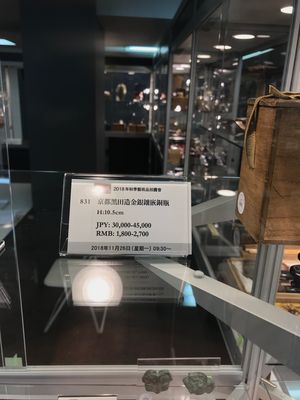 2018年秋季藝術品拍賣會
831 京都黑田造金銀錯嵌銅瓶
H:10.5cm
JPY: 30,000-45,000
RMB: 1,800-2,700
2018年11月26日(星期一) 09:30~